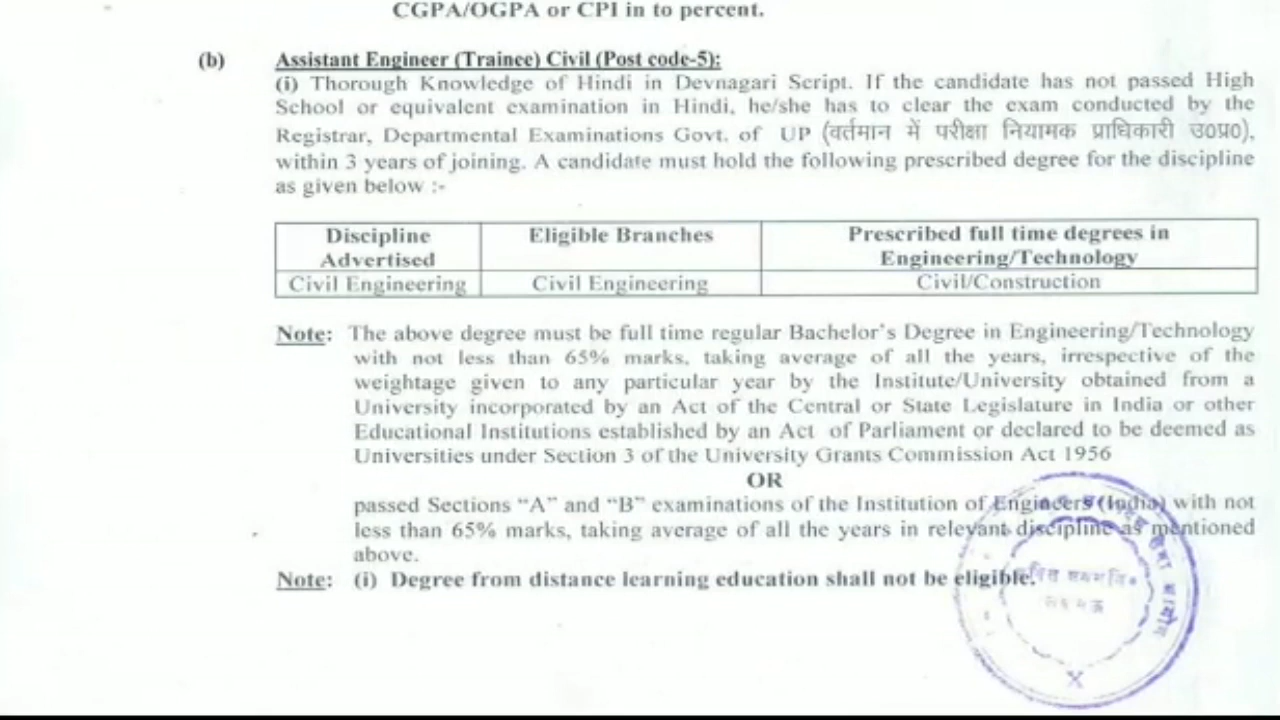 CGPA/OGPA or CPI in to percent.
(b) Assistant Engineer (Trainee) Civil (Post code-5):
(i) Thorough Knowledge of Hindi in Devnagari Script. If the candidate has not passed High
School or equivalent examination in Hindi, he/she has to clear the exam conducted by the
Registrar, Departmental Examinations Govt. of UP (वर्तमान में परीक्षा नियामक प्राधिकारी उ०प्र०),
within 3 years of joining. A candidate must hold the following prescribed degree for the discipline
as given below :-
Discipline Advertised
Eligible Branches
Prescribed full time degrees in Engineering/Technology
Civil Engineering
Civil Engineering
Civil/Construction
Note: The above degree must be full time regular Bachelor's Degree in Engineering/Technology
with not less than 65% marks, taking average of all the years, irrespective of the
weightage given to any particular year by the Institute/University obtained from a
University incorporated by an Act of the Central or State Legislature in India or other
Educational Institutions established by an Act of Parliament or declared to be deemed as
Universities under Section 3 of the University Grants Commission Act 1956
OR
passed Sections "A" and "B" examinations of the Institution of Engineers (India) with not
less than 65% marks, taking average of all the years in relevant discipline as mentioned
above.
Note: (i) Degree from distance learning education shall not be eligible.